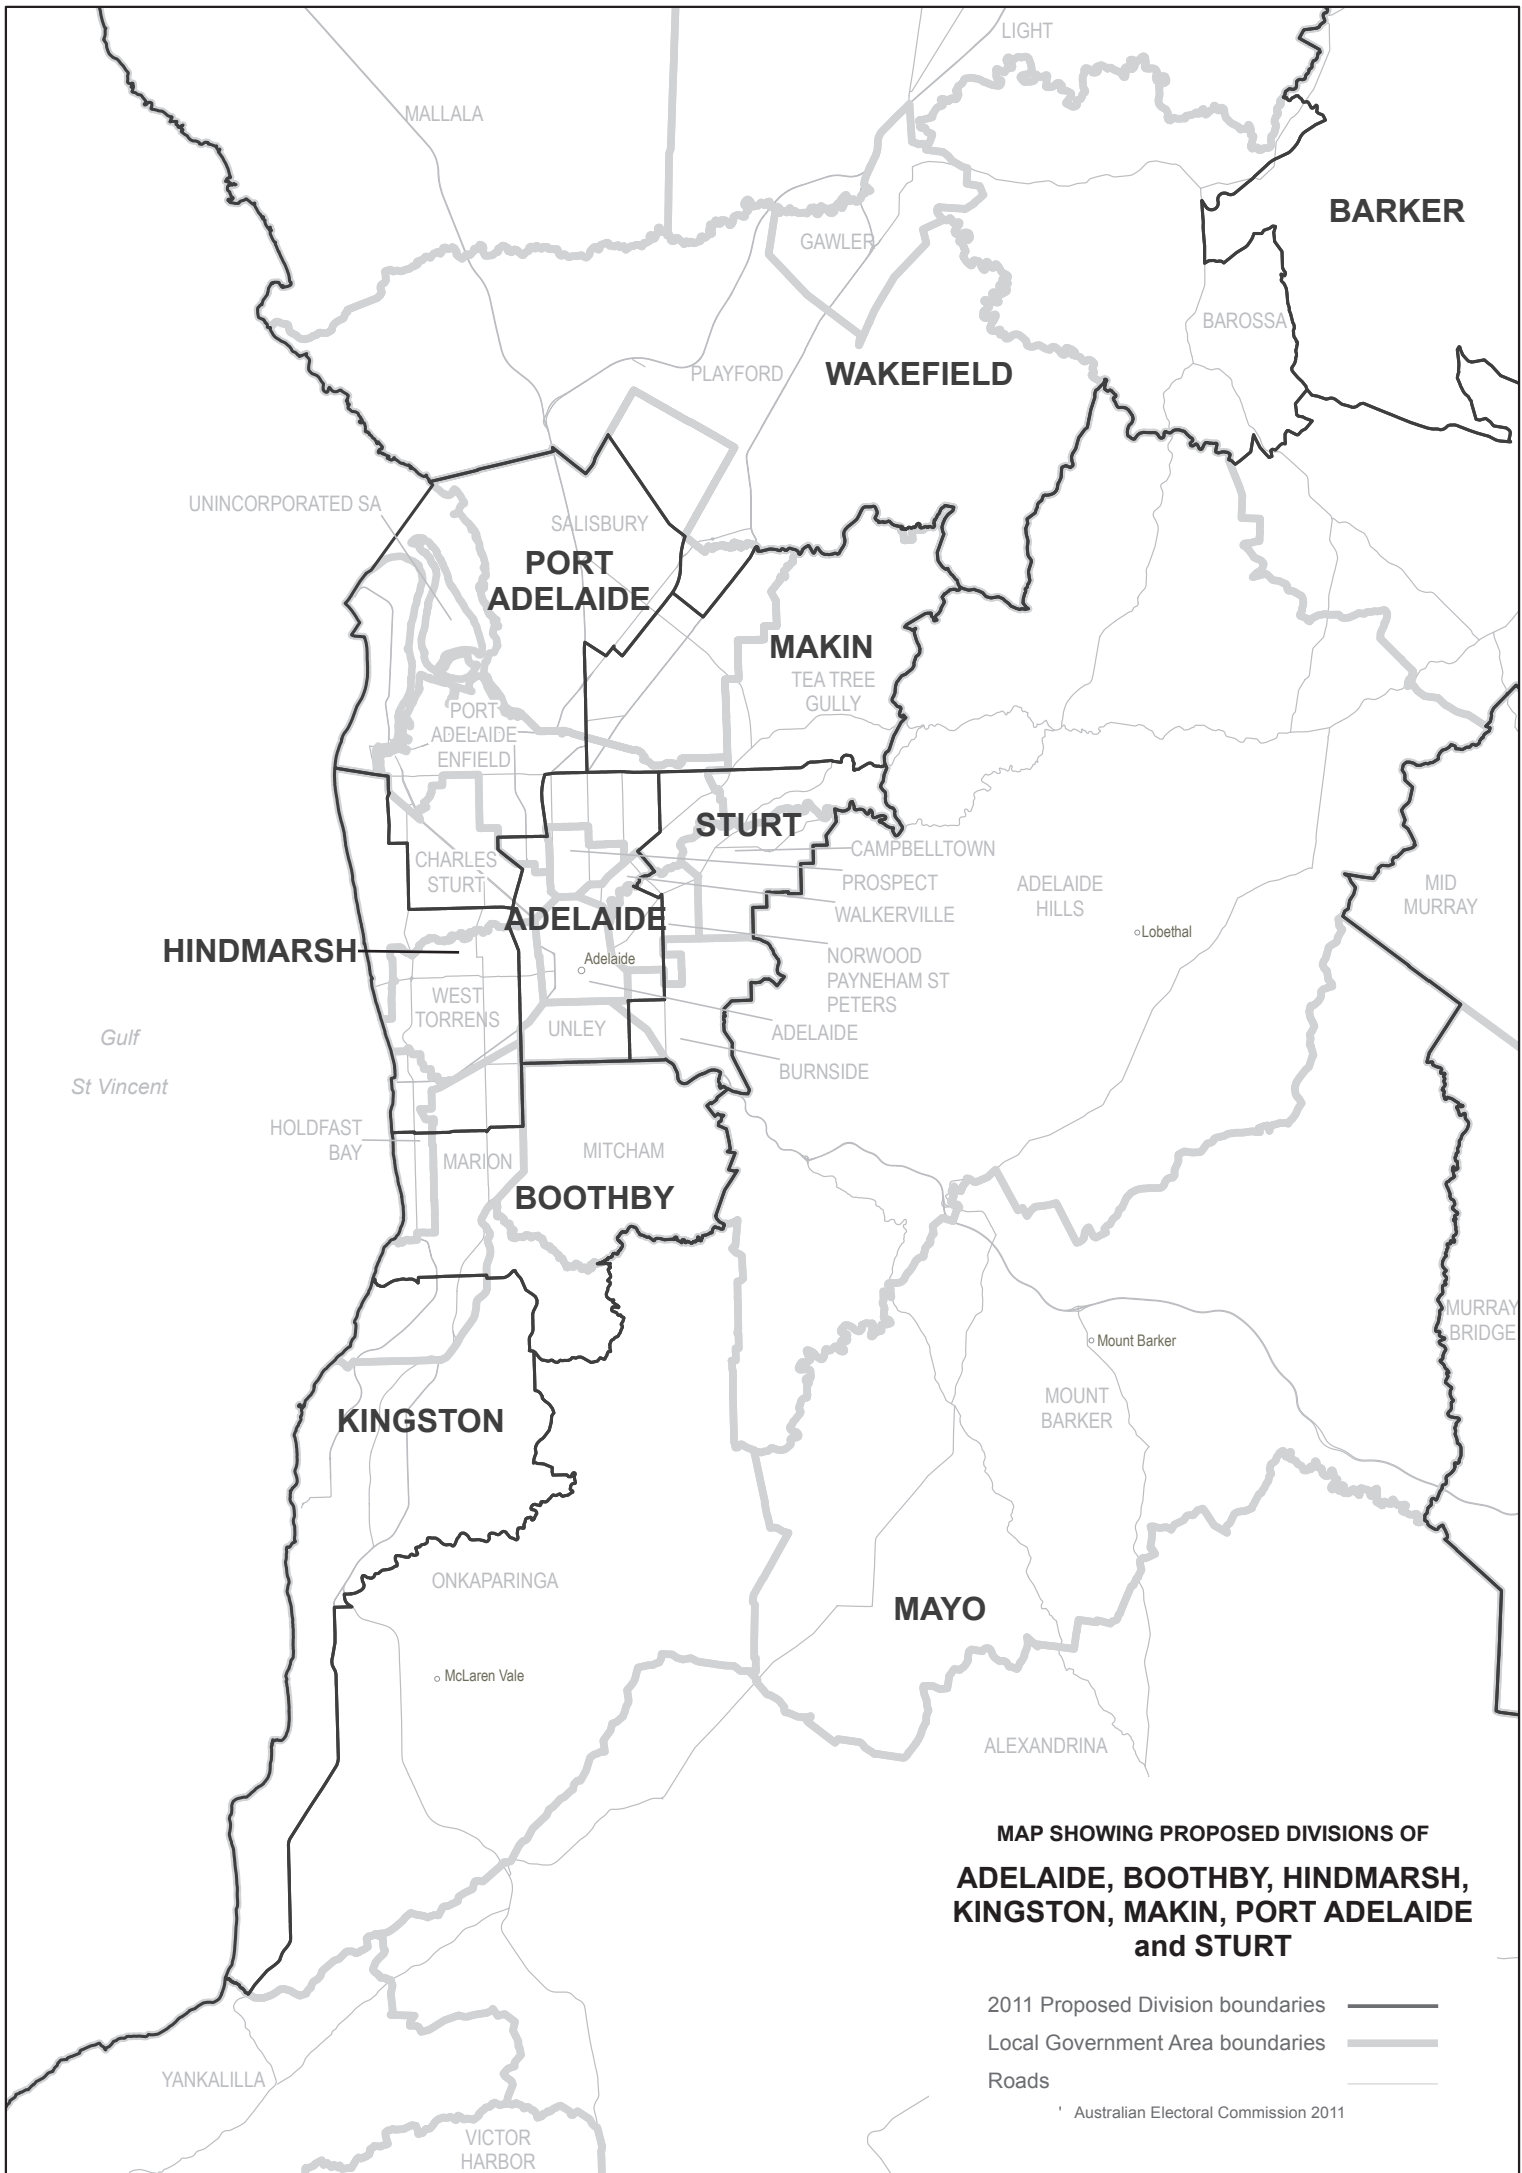 LIGHT
MALLALA
BARKER
GAWLER
BAROSSA
PLAYFORD
WAKEFIELD
UNINCORPORATED SA
SALISBURY
PORT
ADELAIDE
MAKIN
TEA TREE
GULLY
PORT
ADELAIDE
ENFIELD
STURT
CAMPBELLTOWN
CHARLES
STURT
PROSPECT
ADELAIDE
HILLS
MID
MURRAY
WALKERVILLE
ADELAIDE
Lobethal
HINDMARSH
Adelaide
NORWOOD
PAYNEHAM ST
PETERS
WEST
TORRENS
UNLEY
ADELAIDE
Gulf
St Vincent
BURNSIDE
HOLDFAST
BAY
MARION
MITCHAM
BOOTHBY
MURRAY
BRIDGE
Mount Barker
MOUNT
BARKER
KINGSTON
ONKAPARINGA
MAYO
McLaren Vale
ALEXANDRINA
MAP SHOWING PROPOSED DIVISIONS OF
ADELAIDE, BOOTHBY, HINDMARSH,
KINGSTON, MAKIN, PORT ADELAIDE
and STURT
2011 Proposed Division boundaries
Local Government Area boundaries
Roads
' Australian Electoral Commission 2011
YANKALILLA
VICTOR
HARBOR